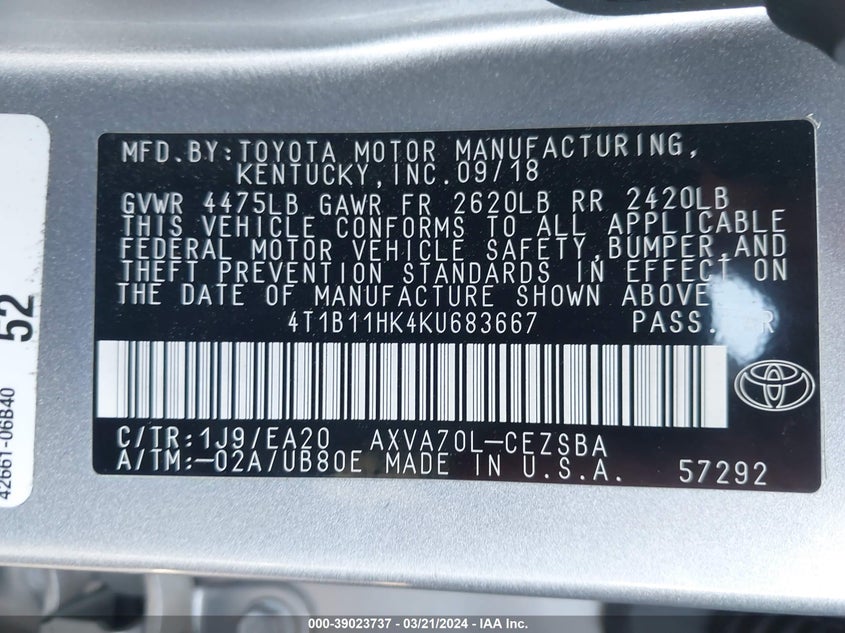 MFD.BY:TOYOTA MOTOR MANUFACTURING,
KENTUCKY,INC.09/18
GVWR 4475LB GAWR FR 2620LB RR 2420LB
THIS VEHICLE CONFORMS TO ALL APPLICABLE
FEDERAL MOTOR VEHICLE SAFETY,BUMPER,AND
THEFT PREVENTION STANDARDS IN EFFECT ON
THE DATE OF MANUFACTURE SHOWN ABOVE.
4T1B11HK4KU683667 PASS.
C/TR:1J9/EA20 AXVA70L-CEZSBA
A/TM:-02A/UB80E MADE IN U.S.A. 57292
52
42661-06B40
000-39023737 - 03/21/2024 - IAA Inc.